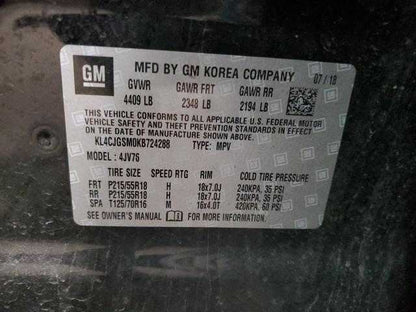 GM
MFD BY GM KOREA COMPANY 07/18
GVWR GAWR FRT GAWR RR
4409 LB 2348 LB 2194 LB
THIS VEHICLE CONFORMS TO ALL APPLICABLE U.S. FEDERAL MOTOR
VEHICLE SAFETY AND THEFT PREVENTION STANDARDS IN EFFECT ON
THE DATE OF MANUFACTURE SHOWN ABOVE.
KL4CJGSM0KB724288 TYPE: MPV
MODEL: 4JV76
TIRE SIZE SPEED RTG RIM COLD TIRE PRESSURE
FRT P215/55R18 H 18x7.0J 240KPA, 35 PSI
RR P215/55R18 H 18x7.0J 240KPA, 35 PSI
SPA T125/70R16 M 16x4.0T 420KPA, 60 PSI
SEE OWNER'S MANUAL FOR MORE INFORMATION.